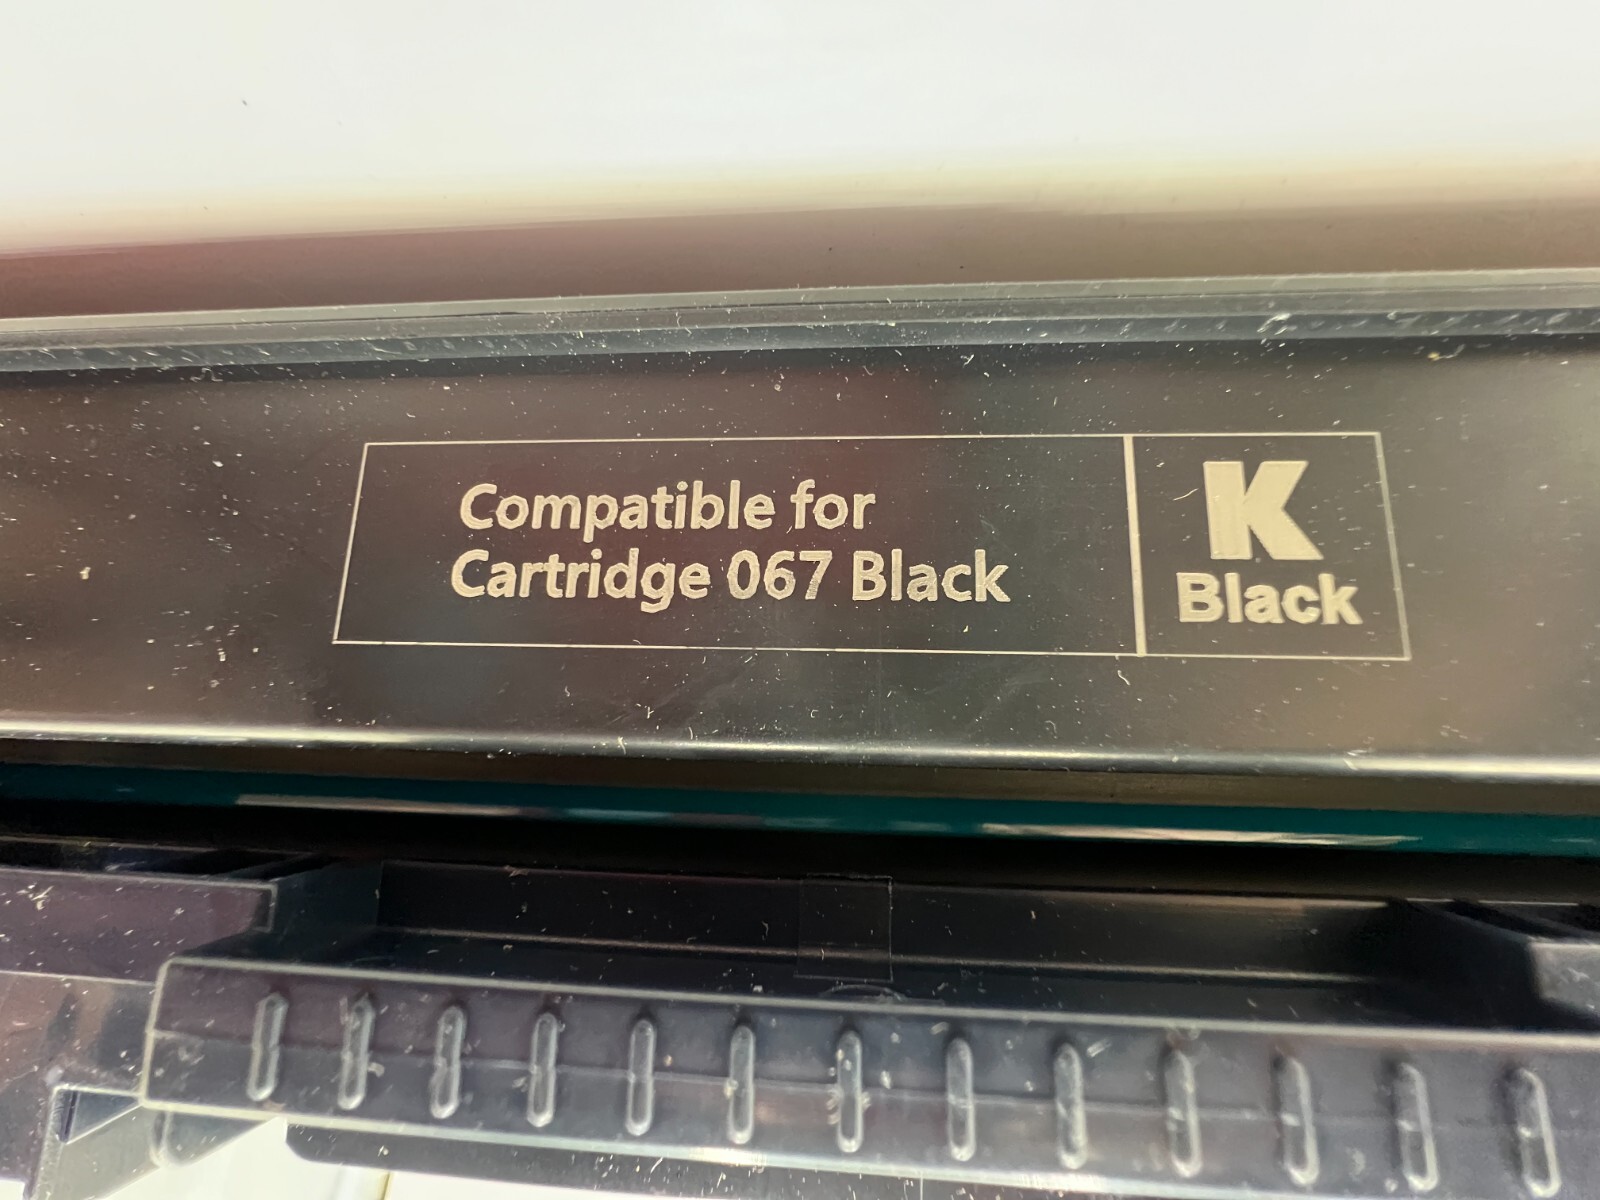 Compatible for
Cartridge 067 Black
K
Black